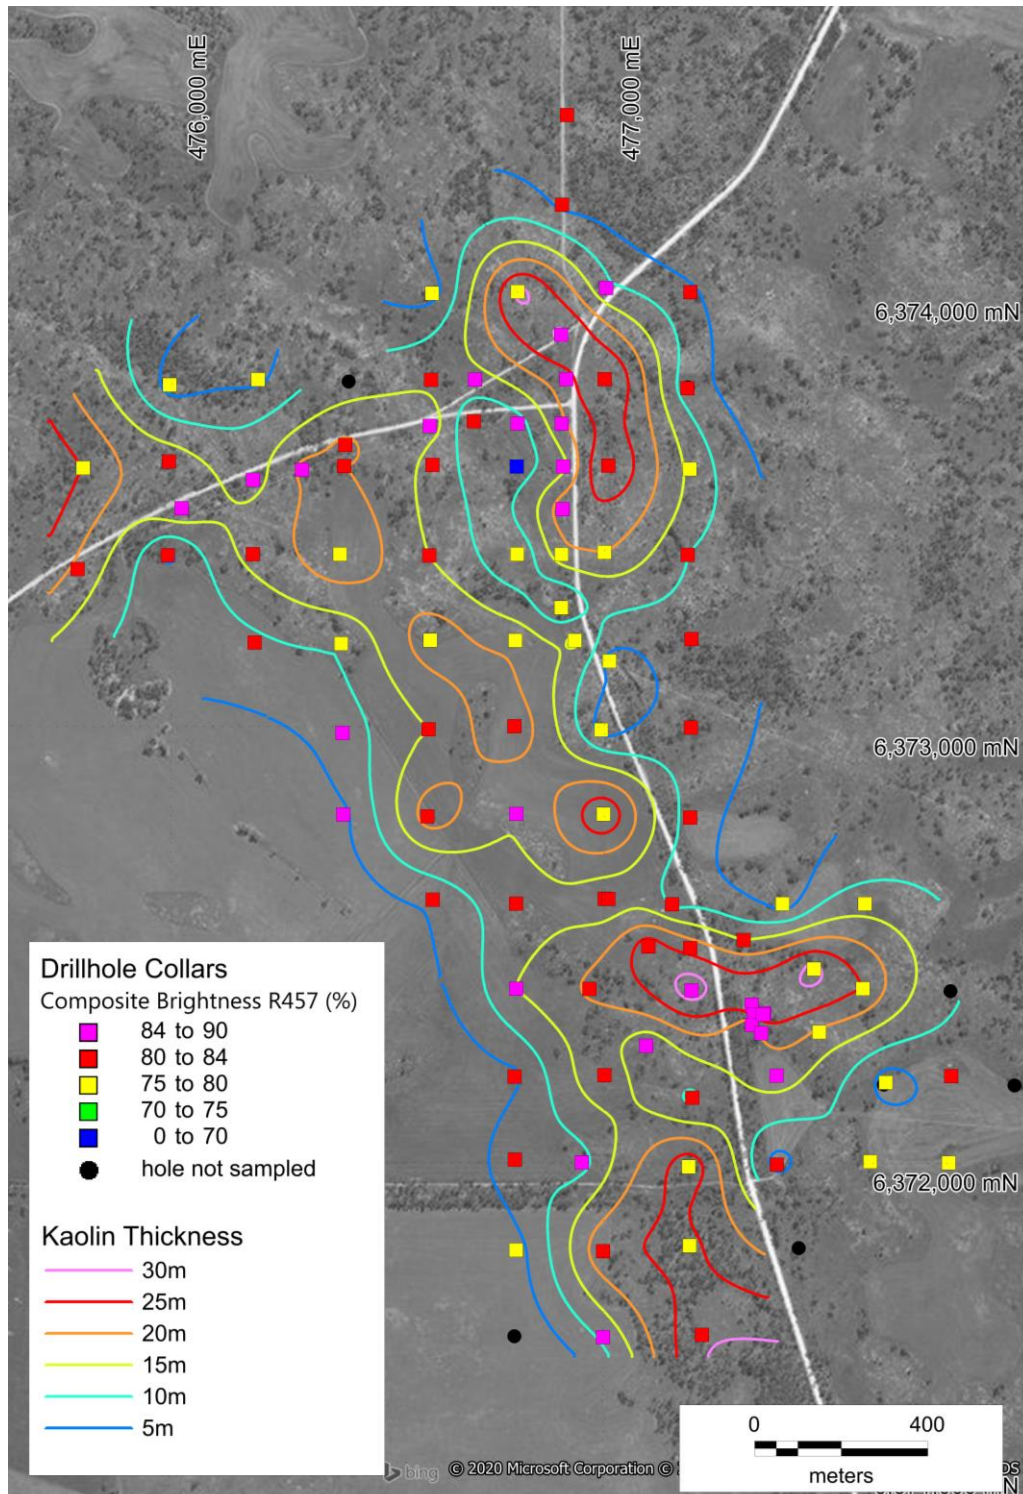 476,000 mE
477,000 mE
6,374,000 mN
6,373,000 mN
6,372,000 mN
Drillhole Collars
Composite Brightness R457 (%)
84 to 90
80 to 84
75 to 80
70 to 75
0 to 70
hole not sampled
Kaolin Thickness
30m
25m
20m
15m
10m
5m
0 400
meters
bing © 2020 Microsoft Corporation ©